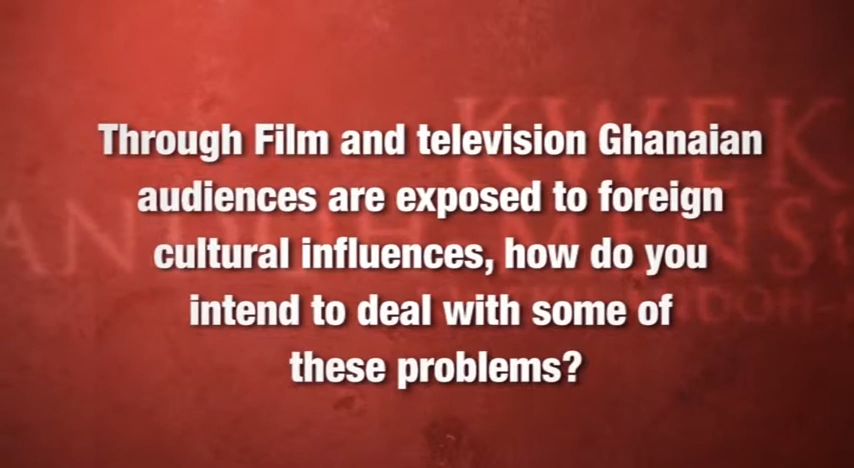 Through Film and television Ghanaian
audiences are exposed to foreign
cultural influences, how do you
intend to deal with some of
these problems?